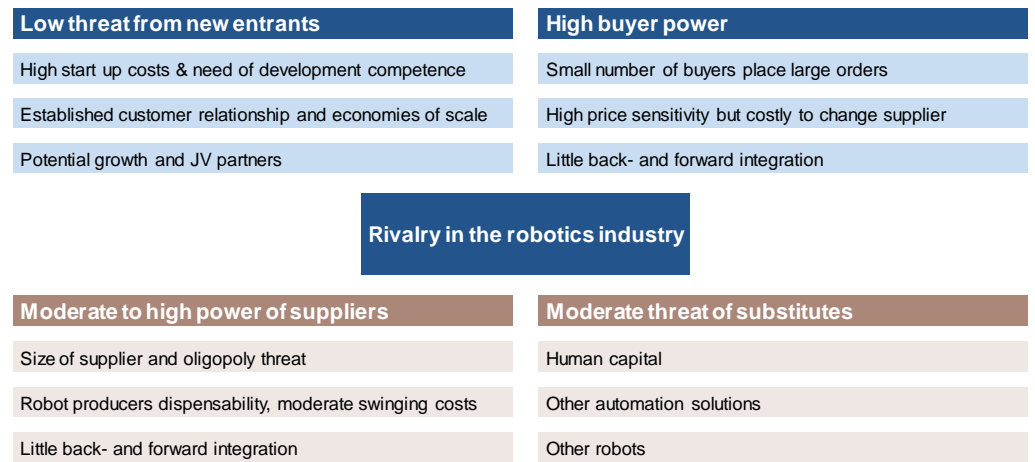 Low threat from new entrants
High start up costs & need of development competence
Established customer relationship and economies of scale
Potential growth and JV partners
High buyer power
Small number of buyers place large orders
High price sensitivity but costly to change supplier
Little back- and forward integration
Rivalry in the robotics industry
Moderate to high power of suppliers
Size of supplier and oligopoly threat
Robot producers dispensability, moderate swinging costs
Little back- and forward integration
Moderate threat of substitutes
Human capital
Other automation solutions
Other robots